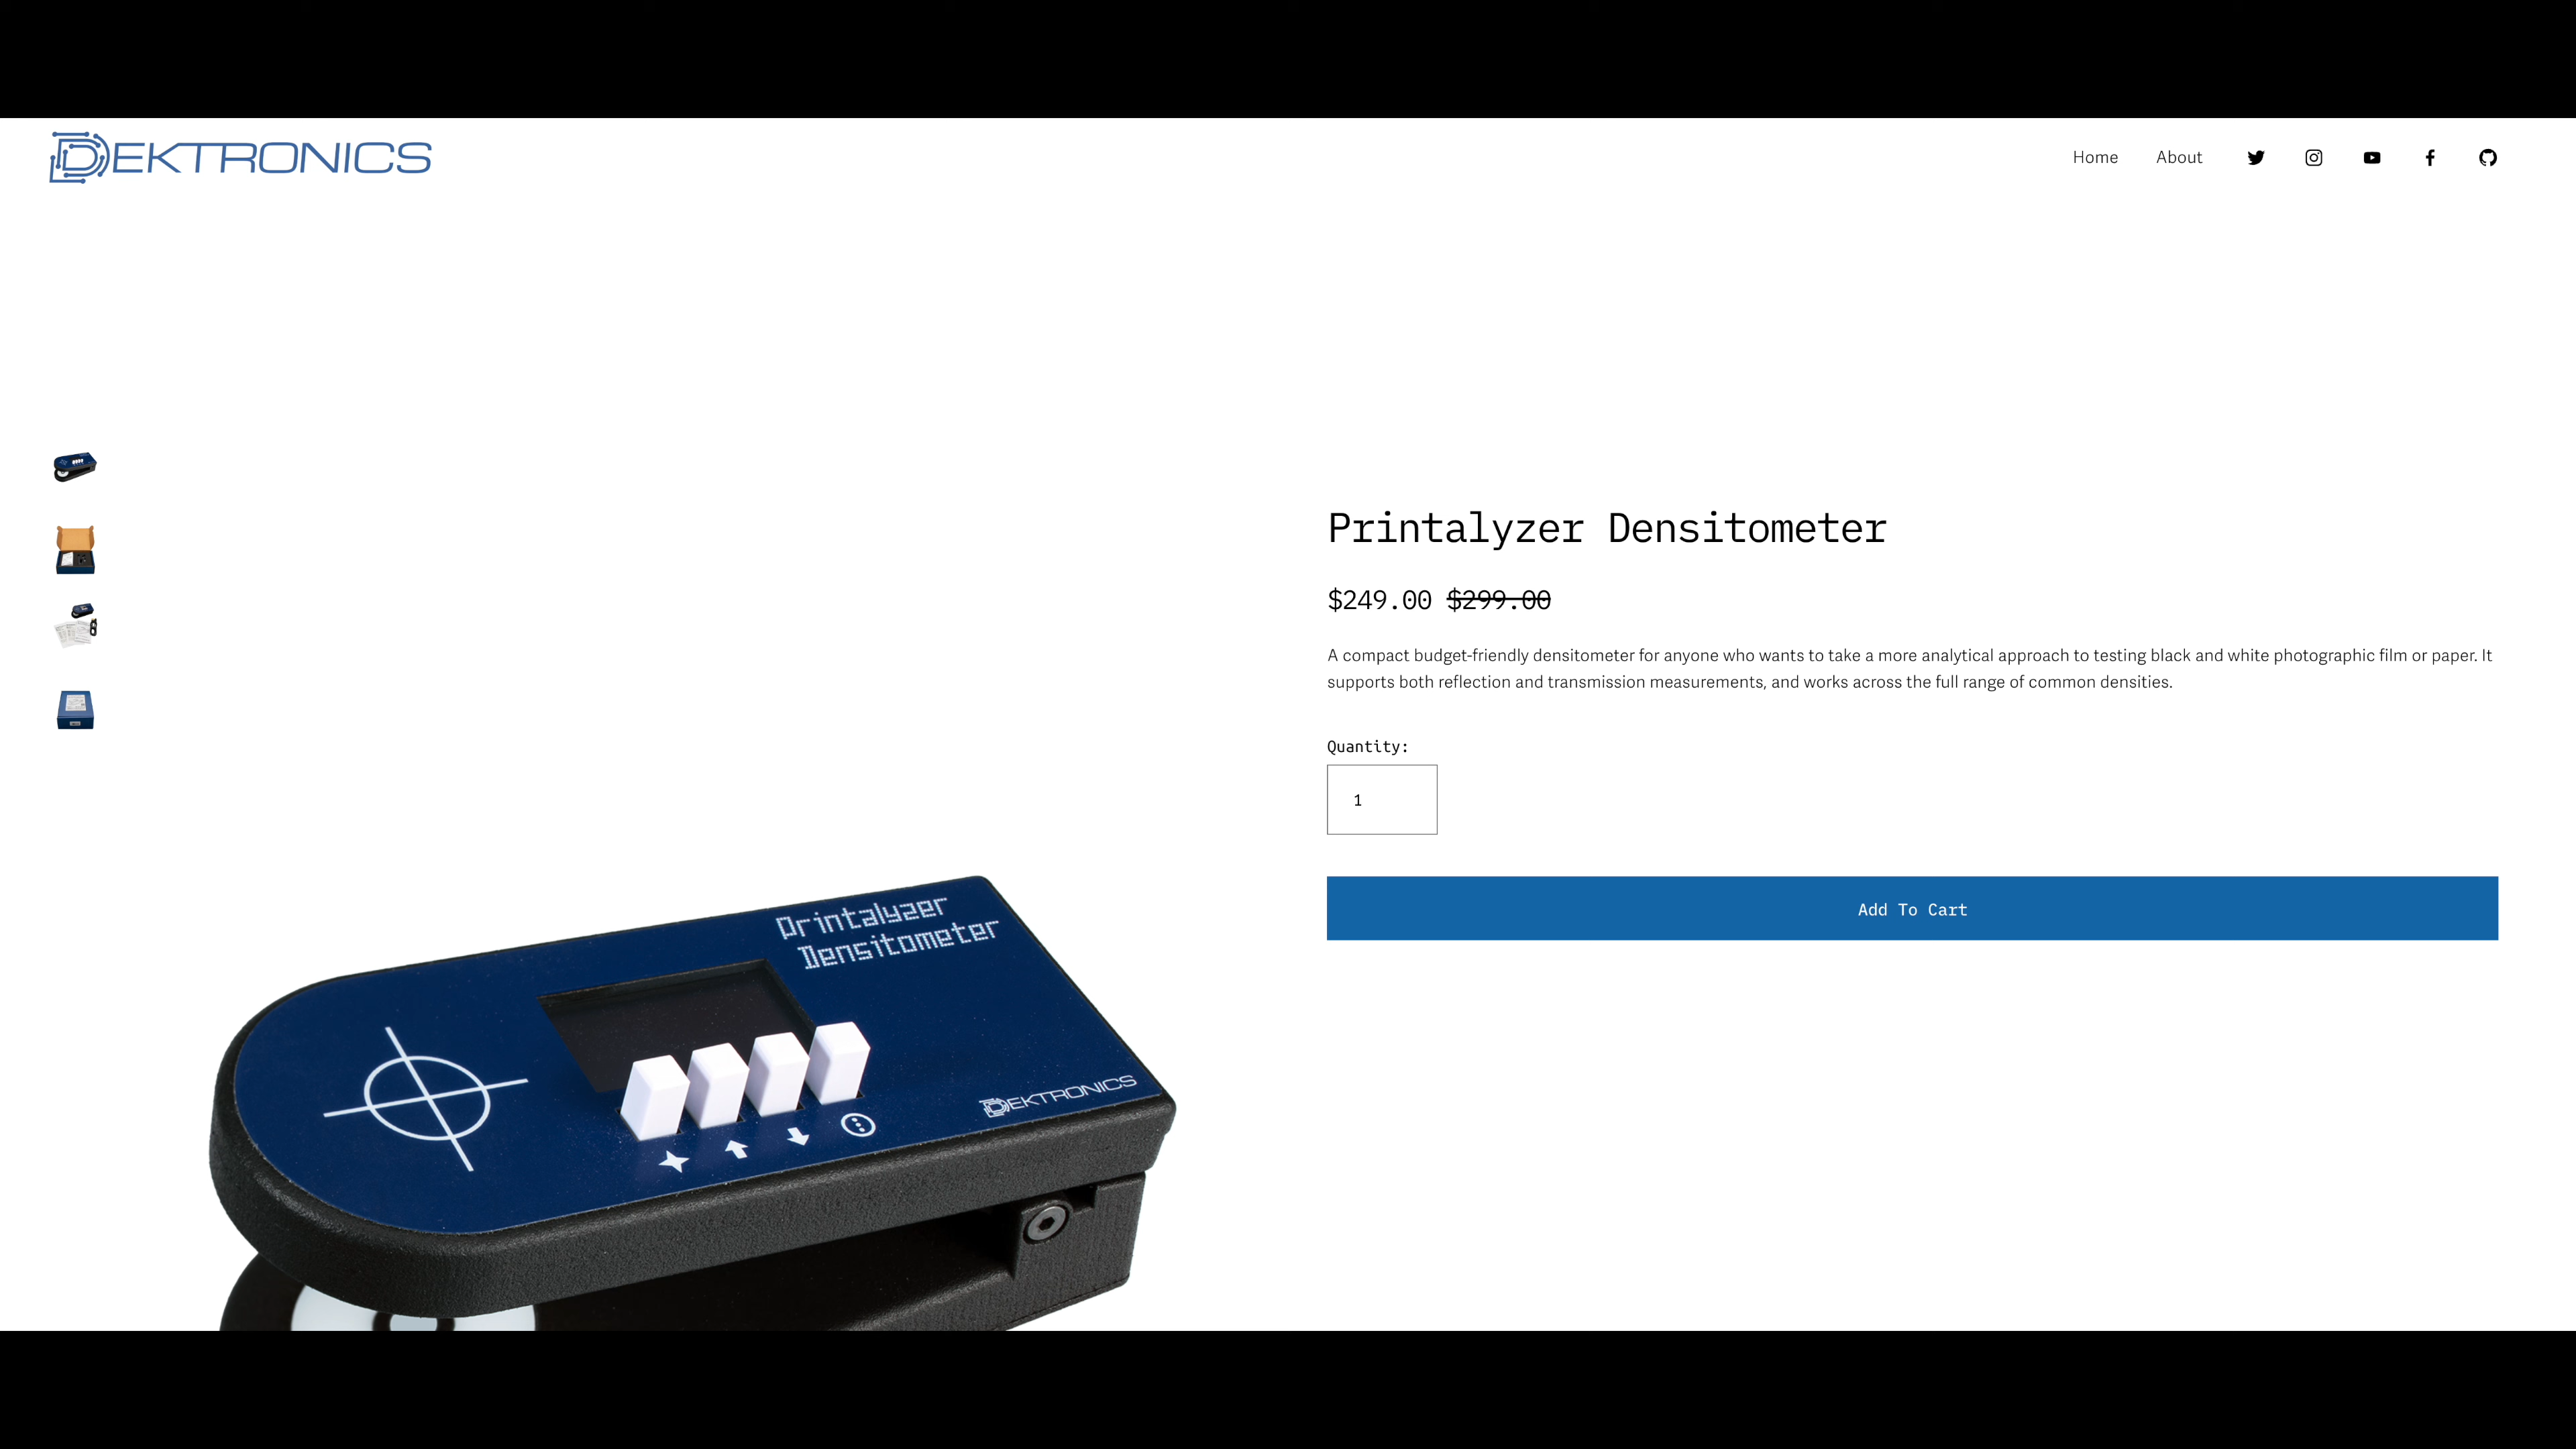 DEKTRONICS
Home About
Printalyzer Densitometer
$249.00 $299.00
A compact budget-friendly densitometer for anyone who wants to take a more analytical approach to testing black and white photographic film or paper. It
supports both reflection and transmission measurements, and works across the full range of common densities.
Quantity:
1
Add To Cart
Printalyzer
Densitometer
DEKTRONICS